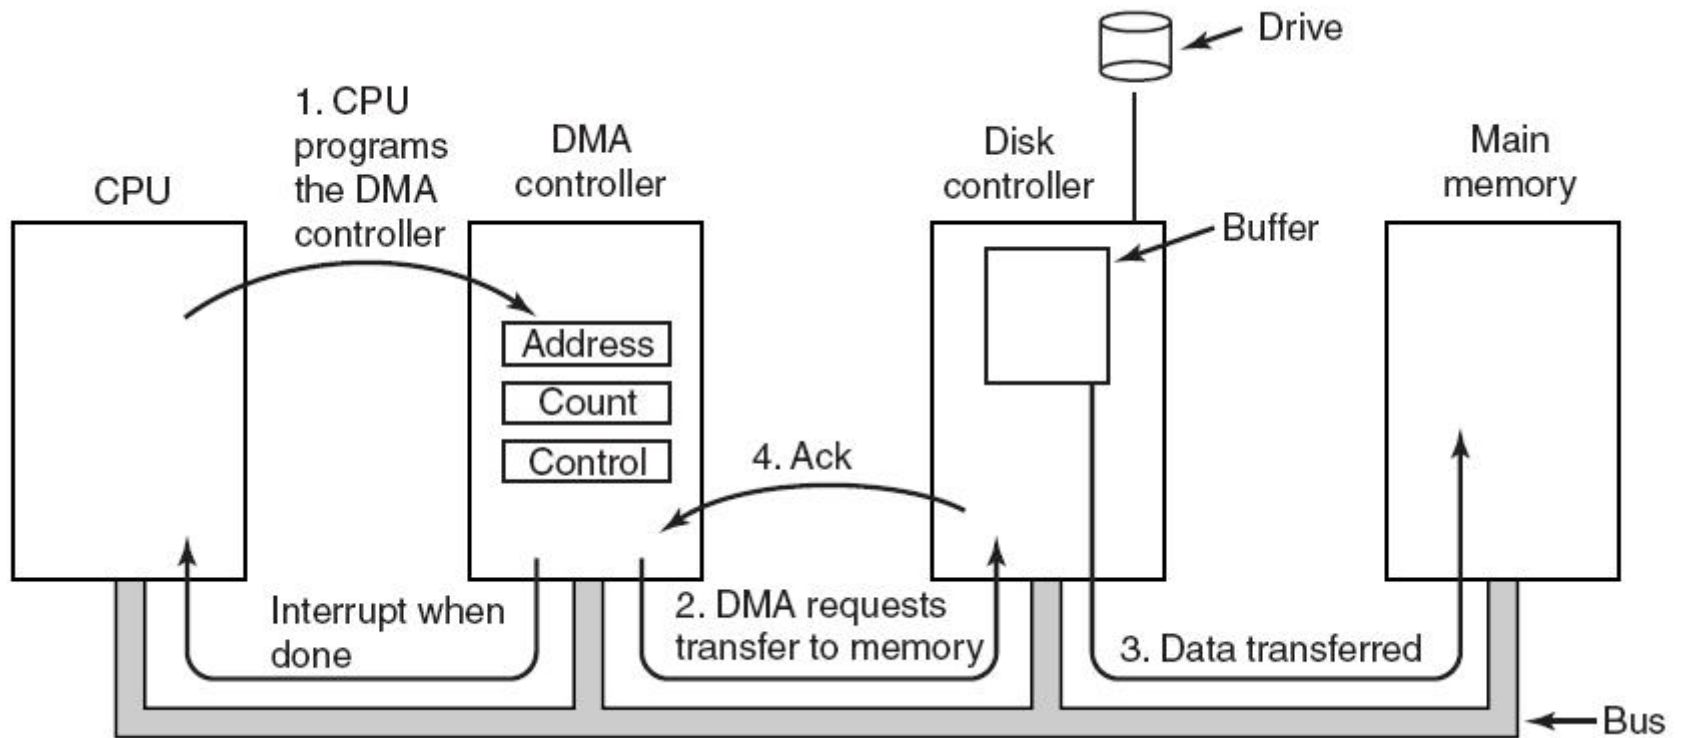 Drive
1. CPU
programs
the DMA
controller
CPU
DMA
controller
Disk
controller
Main
memory
Buffer
Address
Count
Control
4. Ack
Interrupt when
done
2. DMA requests
transfer to memory
3. Data transferred
Bus